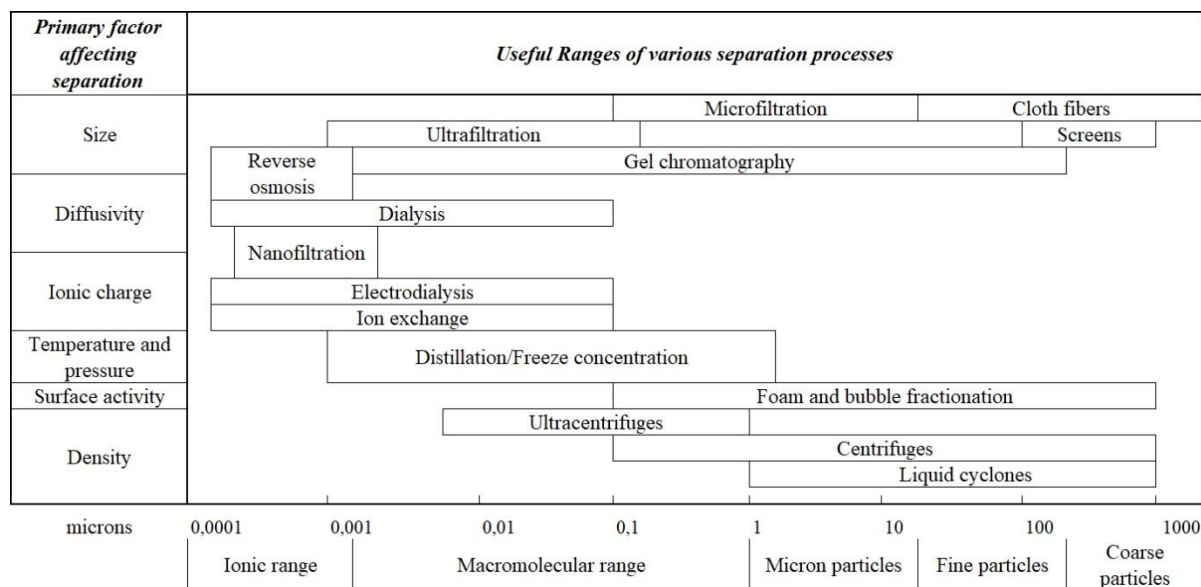 Primary factor
affecting
separation
Useful Ranges of various separation processes
Size
Microfiltration
Cloth fibers
Ultrafiltration
Screens
Reverse
osmosis
Gel chromatography
Diffusivity
Dialysis
Nanofiltration
Ionic charge
Electrodialysis
Ion exchange
Temperature and
pressure
Distillation/Freeze concentration
Surface activity
Foam and bubble fractionation
Density
Ultracentrifuges
Centrifuges
Liquid cyclones
microns
0,0001
0,001
0,01
0,1
1
10
100
1000
Ionic range
Macromolecular range
Micron particles
Fine particles
Coarse
particles